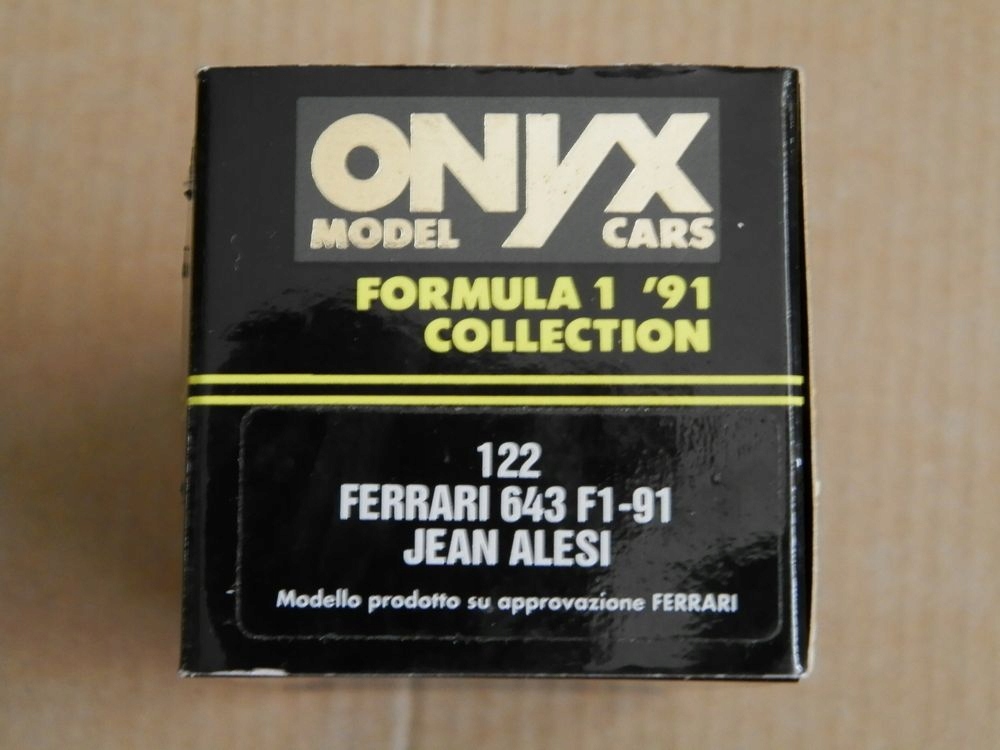 ONYX
MODEL CARS
FORMULA 1 '91
COLLECTION
122
FERRARI 643 F1-91
JEAN ALESI
Modello prodotto su approvazione FERRARI